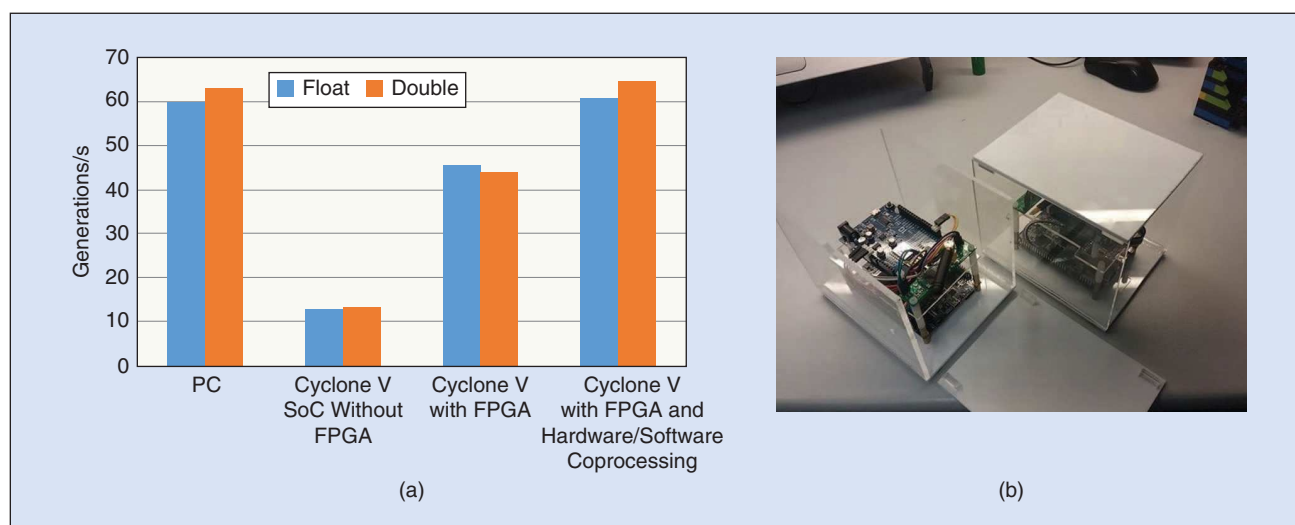 70
60
50
40
30
20
10
0
Generations/s
Float Double
PC
Cyclone V
SoC Without
FPGA
Cyclone V
with FPGA
Cyclone V
with FPGA and
Hardware/Software
Coprocessing
(a)
(b)